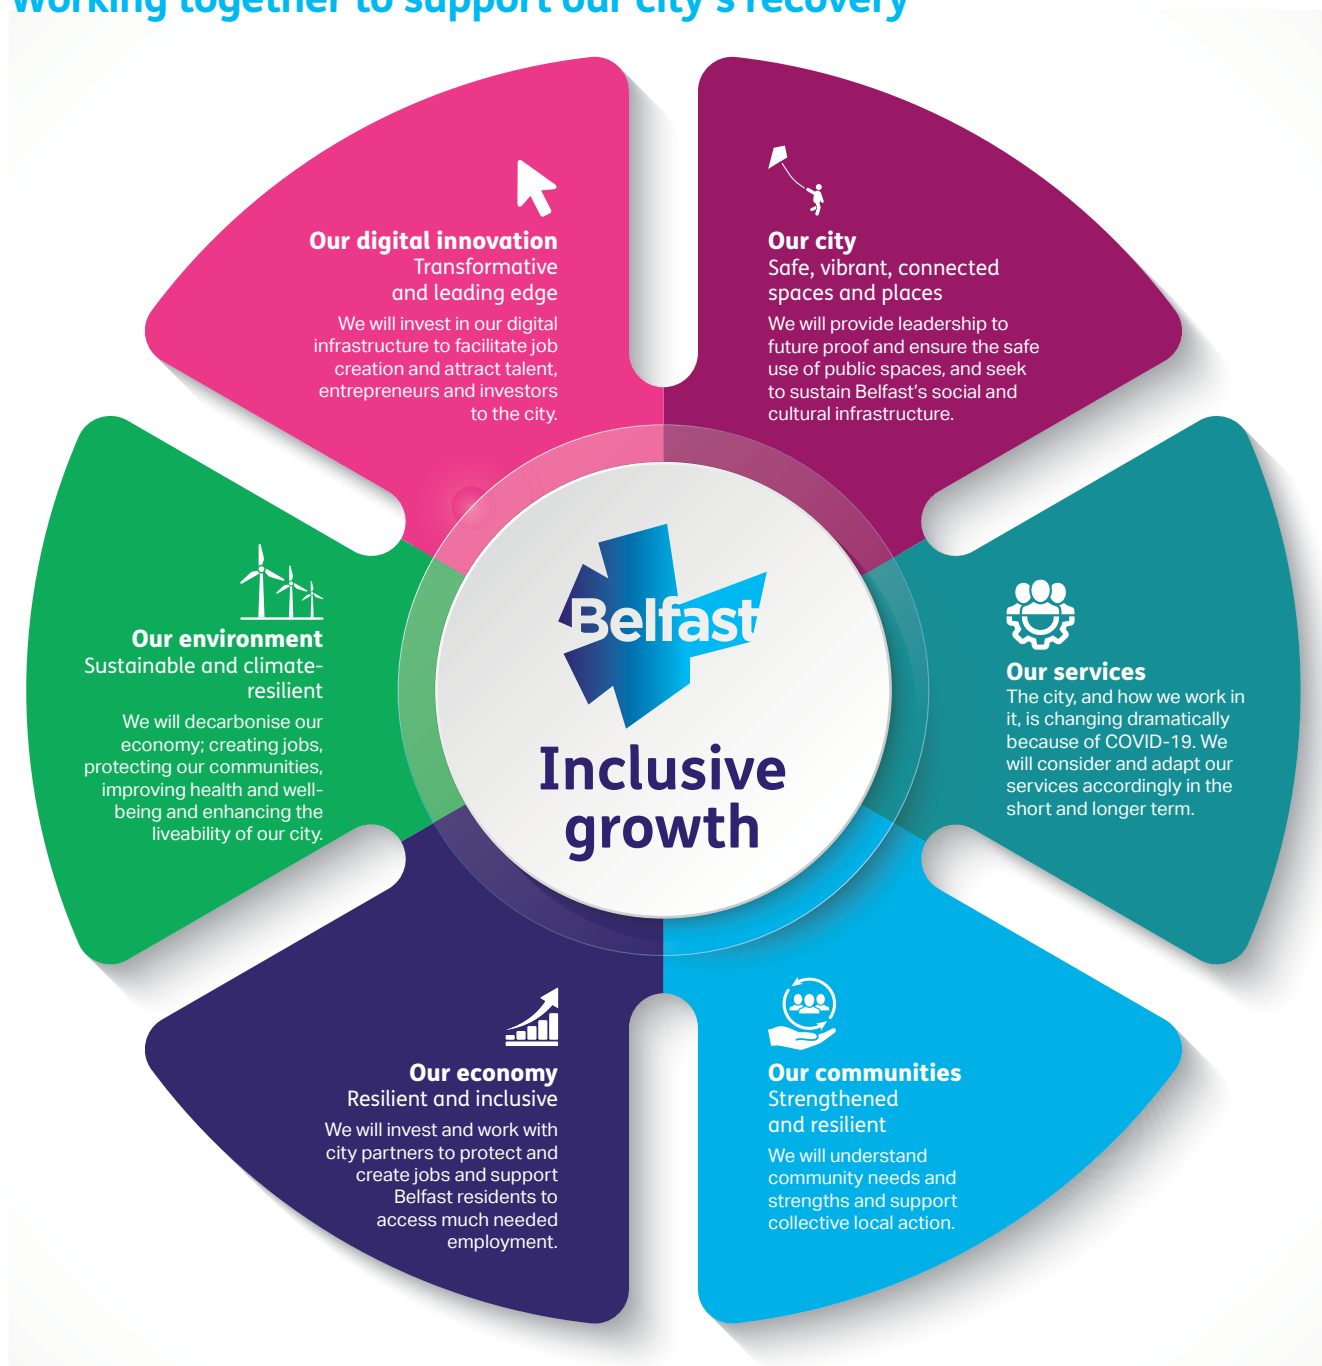 Working together to support our city's recovery
Our digital innovation
Transformative
and leading edge
We will invest in our digital
infrastructure to facilitate job
creation and attract talent,
entrepreneurs and investors
to the city.
Our city
Safe, vibrant, connected
spaces and places
We will provide leadership to
future proof and ensure the safe
use of public spaces, and seek
to sustain Belfast's social and
cultural infrastructure.
Our environment
Sustainable and climate-
resilient
We will decarbonise our
economy; creating jobs,
protecting our communities,
improving health and well-
being and enhancing the
liveability of our city.
Belfast
Inclusive
growth
Our services
The city, and how we work in
it, is changing dramatically
because of COVID-19. We
will consider and adapt our
services accordingly in the
short and longer term.
Our economy
Resilient and inclusive
We will invest and work with
city partners to protect and
create jobs and support
Belfast residents to
access much needed
employment.
Our communities
Strengthened
and resilient
We will understand
community needs and
strengths and support
collective local action.